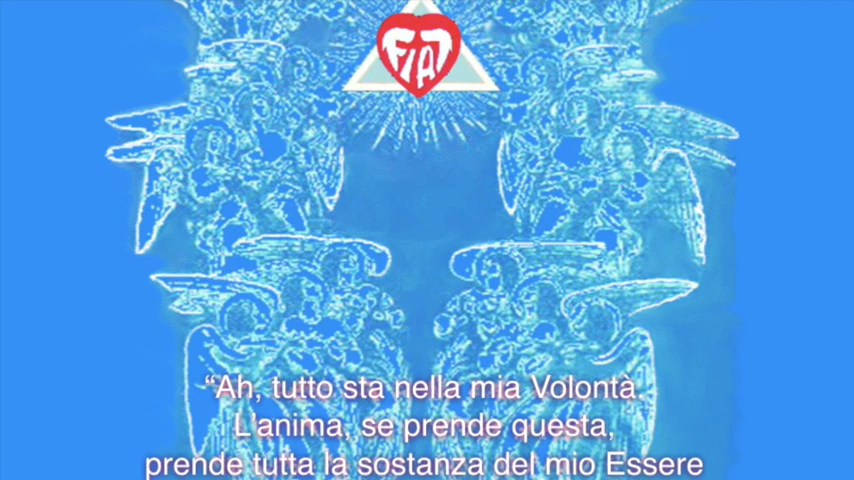 FIAT
“Ah, tutto sta nella mia Volontà.
L'anima, se prende questa,
prende tutta la sostanza del mio Essere